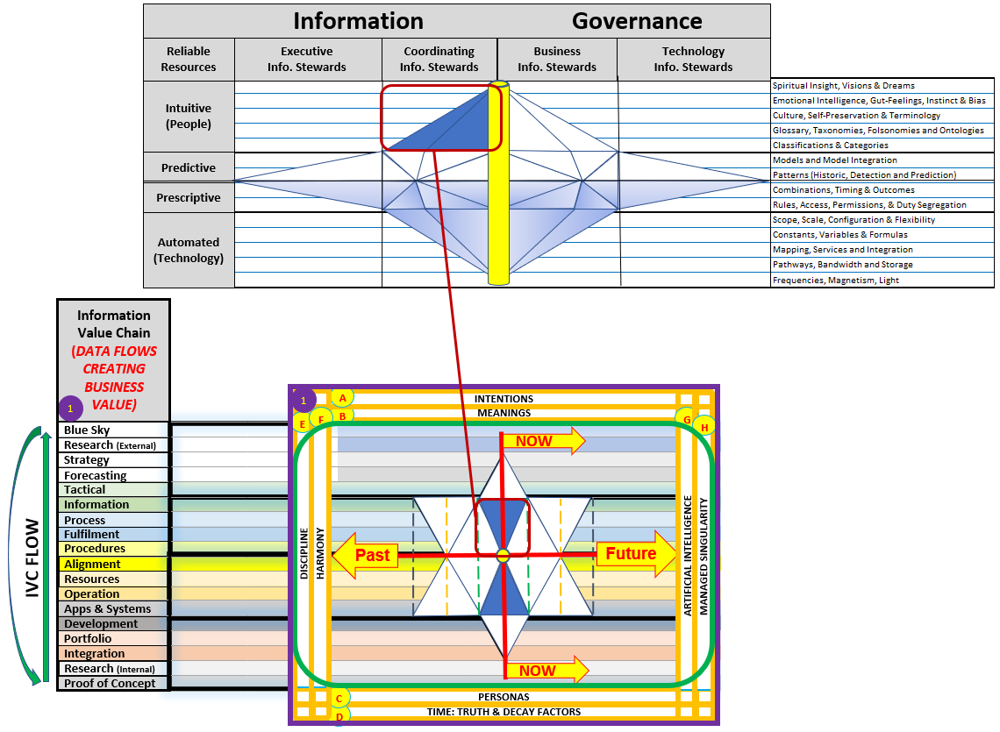 Information Governance
Reliable
Resources
Executive
Info. Stewards
Coordinating
Info. Stewards
Business
Info. Stewards
Technology
Info. Stewards
Intuitive
(People)
Predictive
Prescriptive
Automated
(Technology)
Spiritual Insight, Visions & Dreams
Emotional Intelligence, Gut-Feelings, Instinct & Bias
Culture, Self-Preservation & Terminology
Glossary, Taxonomies, Folsonomies and Ontologies
Classifications & Categories
Models and Model Integration
Patterns (Historic, Detection and Prediction)
Combinations, Timing & Outcomes
Rules, Access, Permissions, & Duty Segregation
Scope, Scale, Configuration & Flexibility
Constants, Variables & Formulas
Mapping, Services and Integration
Pathways, Bandwidth and Storage
Frequencies, Magnetism, Light
Information
Value Chain
(DATA FLOWS
CREATING
BUSINESS
VALUE)
1
IVC FLOW
Blue Sky
Research (External)
Strategy
Forecasting
Tactical
Information
Process
Fulfilment
Procedures
Alignment
Resources
Operation
Apps & Systems
Development
Portfolio
Integration
Research (Internal)
Proof of Concept
1
A
INTENTIONS
B
MEANINGS
E
F
G
H
NOW
DISCIPLINE
HARMONY
Past
Future
ARTIFICIAL INTELLIGENCE
MANAGED SINGULARITY
NOW
C
PERSONAS
D
TIME: TRUTH & DECAY FACTORS